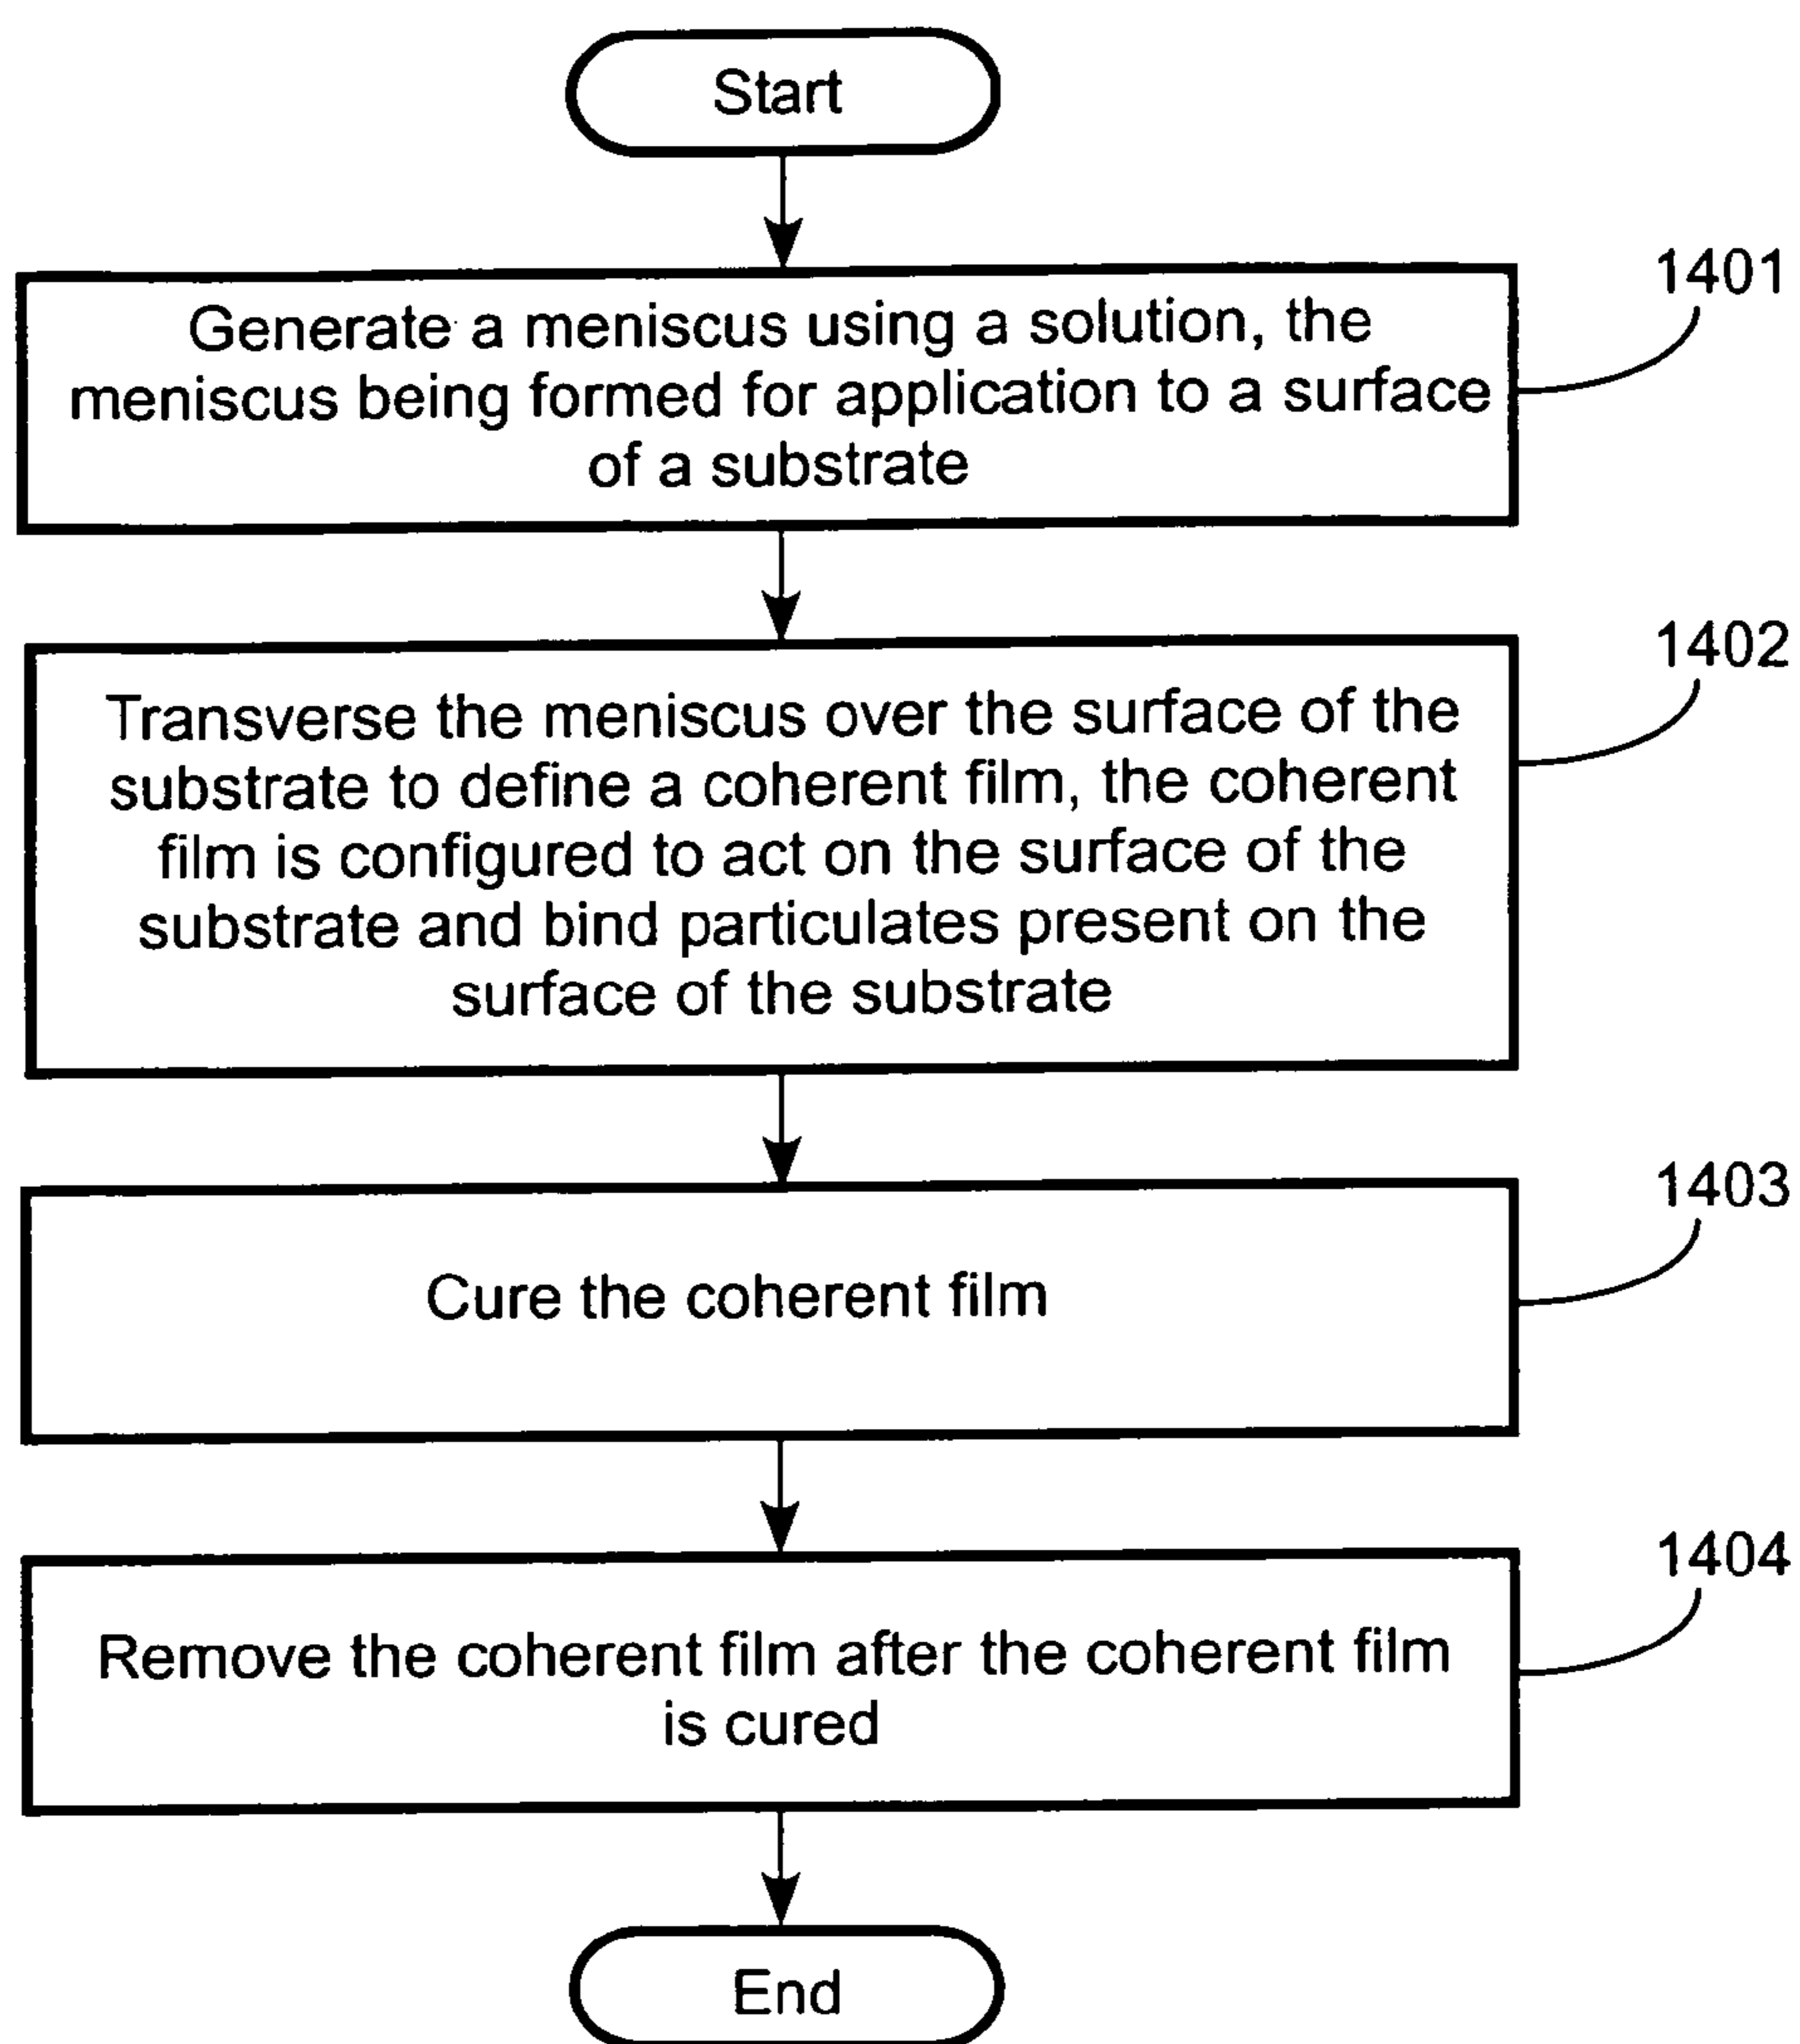 Start
1401
Generate a meniscus using a solution, the
meniscus being formed for application to a surface
of a substrate
1402
Transverse the meniscus over the surface of the
substrate to define a coherent film, the coherent
film is configured to act on the surface of the
substrate and bind particulates present on the
surface of the substrate
1403
Cure the coherent film
1404
Remove the coherent film after the coherent film
is cured
End